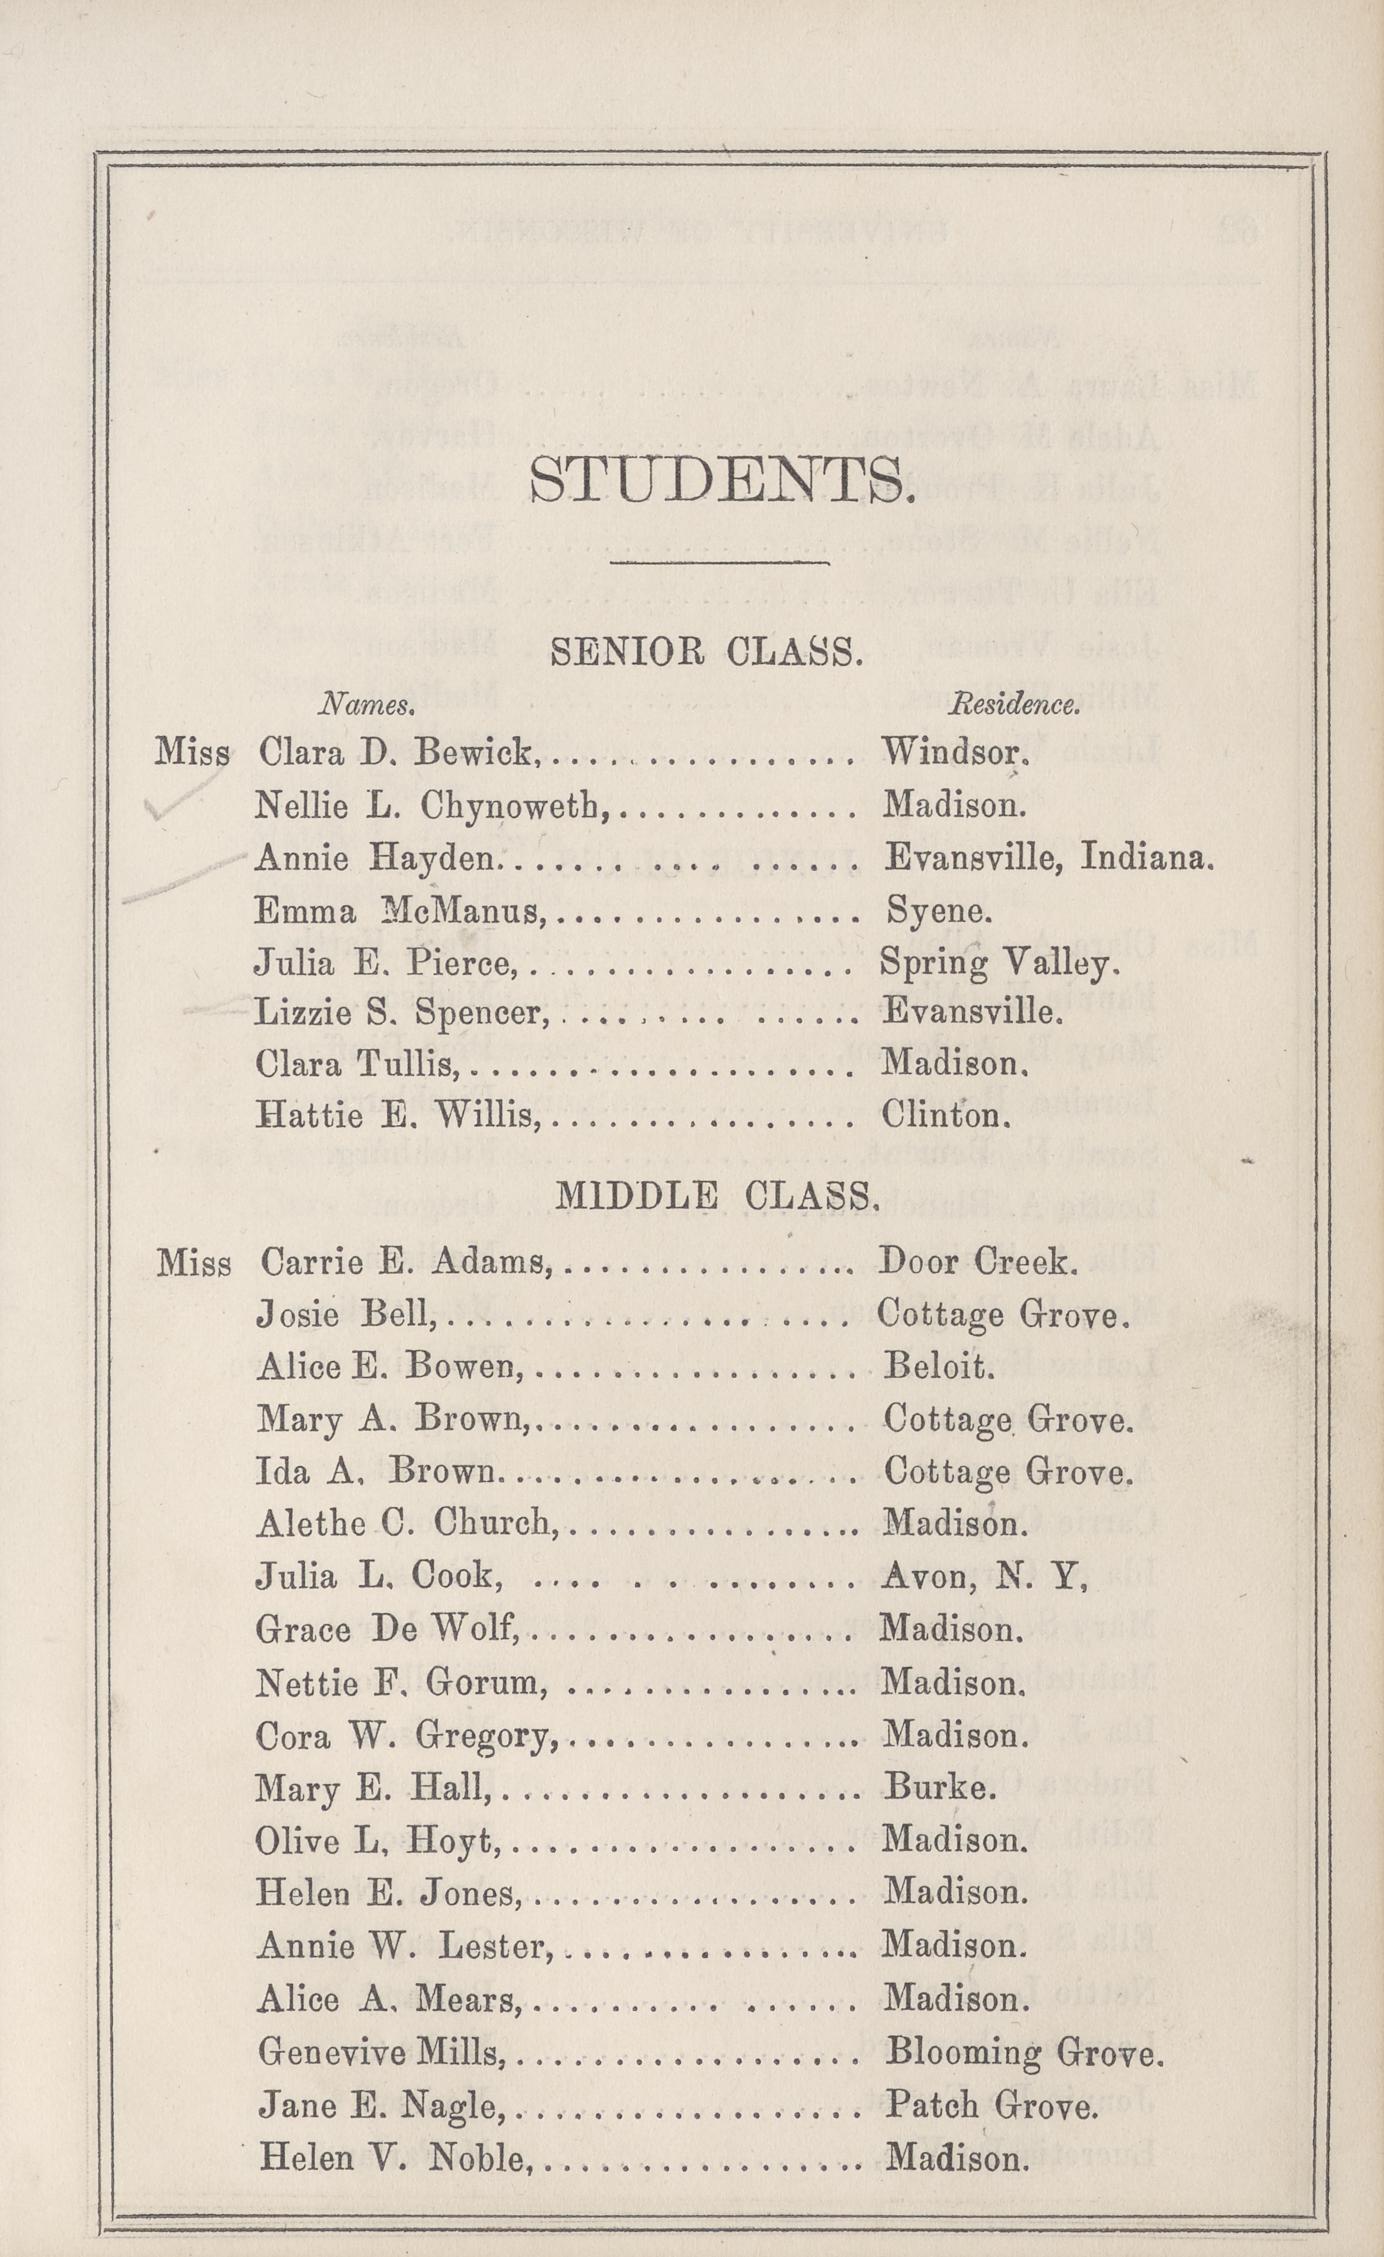 STUDENTS.
SENIOR CLASS.
Names. Residence.
Miss Clara D. Bewick,................ Windsor.
Nellie L. Chynoweth,............. Madison.
Annie Hayden....... .... ...... Evansville, Indiana.
Emma McManus,................ Syene.
Julia E. Pierce,................. Spring Valley.
Lizzie S. Spencer,......... ...... Evansville.
Clara Tullis,.................... Madison.
Hattie E. Willis,................ Clinton.
MIDDLE CLASS.
Miss Carrie E. Adams,................ Door Creek.
Josie Bell,..................... Cottage Grove.
Alice E. Bowen,................. Beloit.
Mary A. Brown,................. Cottage Grove.
Ida A. Brown................... Cottage Grove.
Alethe C. Church,................ Madison.
Julia L. Cook, .... . . ........ Avon, N. Y,
Grace De Wolf,................. Madison.
Nettie F. Gorum, ................ Madison.
Cora W. Gregory,................ Madison.
Mary E. Hall,................... Burke.
Olive L, Hoyt,.................. Madison.
Helen E. Jones,................. Madison.
Annie W. Lester,................ Madison.
Alice A. Mears,.......... ...... Madison.
Genevive Mills,.................. Blooming Grove.
Jane E. Nagle,.................. Patch Grove.
Helen V. Noble,................. Madison.